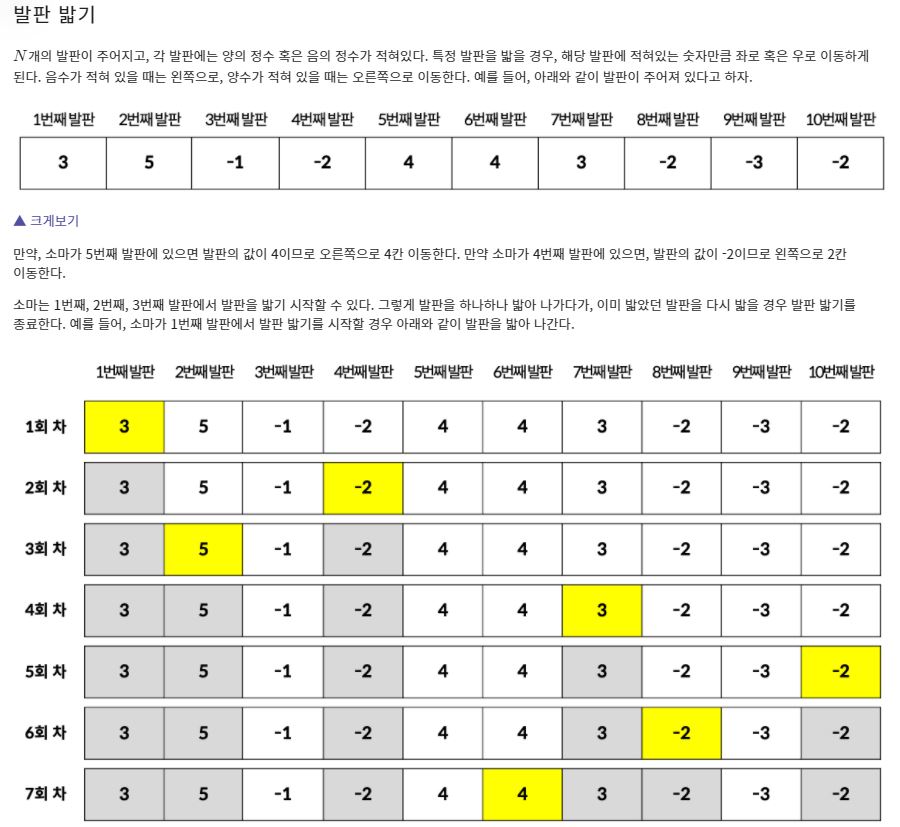 발판 밟기
N개의 발판이 주어지고, 각 발판에는 양의 정수 혹은 음의 정수가 적혀있다. 특정 발판을 밟을 경우, 해당 발판에 적혀있는 숫자만큼 좌로 혹은 우로 이동하게
된다. 음수가 적혀 있을 때는 왼쪽으로, 양수가 적혀 있을 때는 오른쪽으로 이동한다. 예를 들어, 아래와 같이 발판이 주어져 있다고 하자.
1번째 발판 2번째 발판 3번째 발판 4번째 발판 5번째 발판 6번째 발판 7번째 발판 8번째 발판 9번째 발판 10번째 발판
3 5 -1 -2 4 4 3 -2 -3 -2
▲ 크게보기
만약, 소마가 5번째 발판에 있으면 발판의 값이 4이므로 오른쪽으로 4칸 이동한다. 만약 소마가 4번째 발판에 있으면, 발판의 값이 -2이므로 왼쪽으로 2칸
이동한다.
소마는 1번째, 2번째, 3번째 발판에서 발판을 밟기 시작할 수 있다. 그렇게 발판을 하나하나 밟아 나가다가, 이미 밟았던 발판을 다시 밟을 경우 발판 밟기를
종료한다. 예를 들어, 소마가 1번째 발판에서 발판 밟기를 시작할 경우 아래와 같이 발판을 밟아 나간다.
1번째 발판 2번째 발판 3번째 발판 4번째 발판 5번째 발판 6번째 발판 7번째 발판 8번째 발판 9번째 발판 10번째 발판
1회 차 3 5 -1 -2 4 4 3 -2 -3 -2
2회 차 3 5 -1 -2 4 4 3 -2 -3 -2
3회 차 3 5 -1 -2 4 4 3 -2 -3 -2
4회 차 3 5 -1 -2 4 4 3 -2 -3 -2
5회 차 3 5 -1 -2 4 4 3 -2 -3 -2
6회 차 3 5 -1 -2 4 4 3 -2 -3 -2
7회 차 3 5 -1 -2 4 4 3 -2 -3 -2